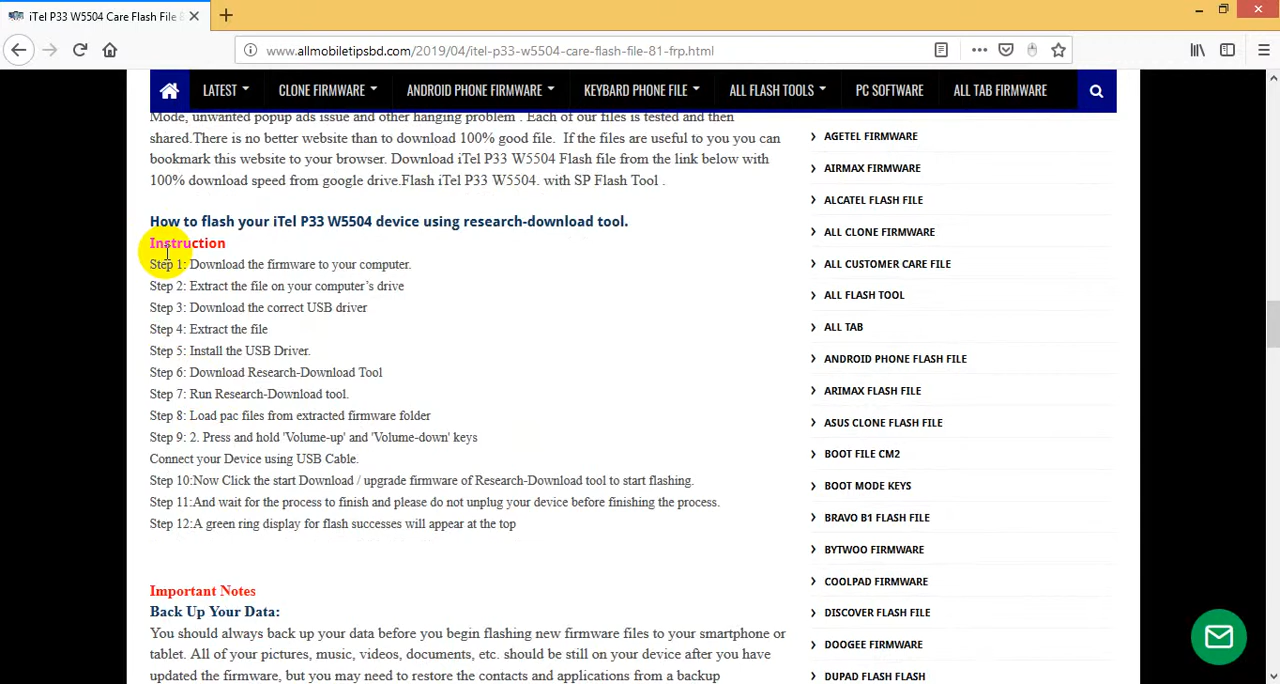 iTel P33 W5504 Care Flash File 8
www.allmobiletipsbd.com/2019/04/itel-p33-w5504-care-flash-file-81-frp.html
LATEST
CLONE FIRMWARE
ANDROID PHONE FIRMWARE
KEYBARD PHONE FILE
ALL FLASH TOOLS
PC SOFTWARE
ALL TAB FIRMWARE
Mode, unwanted popup ads issue and other hanging problem . Each of our files is tested and then
shared.There is no better website than to download 100% good file. If the files are useful to you you can
bookmark this website to your browser. Download iTel P33 W5504 Flash file from the link below with
100% download speed from google drive.Flash iTel P33 W5504. with SP Flash Tool .
How to flash your iTel P33 W5504 device using research-download tool.
Instruction
Step 1: Download the firmware to your computer.
Step 2: Extract the file on your computer’s drive
Step 3: Download the correct USB driver
Step 4: Extract the file
Step 5: Install the USB Driver.
Step 6: Download Research-Download Tool
Step 7: Run Research-Download tool.
Step 8: Load pac files from extracted firmware folder
Step 9: 2. Press and hold 'Volume-up' and 'Volume-down' keys
Connect your Device using USB Cable.
Step 10:Now Click the start Download / upgrade firmware of Research-Download tool to start flashing.
Step 11:And wait for the process to finish and please do not unplug your device before finishing the process.
Step 12:A green ring display for flash successes will appear at the top
Important Notes
Back Up Your Data:
You should always back up your data before you begin flashing new firmware files to your smartphone or
tablet. All of your pictures, music, videos, documents, etc. should be still on your device after you have
updated the firmware, but you may need to restore the contacts and applications from a backup
AGETEL FIRMWARE
AIRMAX FIRMWARE
ALCATEL FLASH FILE
ALL CLONE FIRMWARE
ALL CUSTOMER CARE FILE
ALL FLASH TOOL
ALL TAB
ANDROID PHONE FLASH FILE
ARIMAX FLASH FILE
ASUS CLONE FLASH FILE
BOOT FILE CM2
BOOT MODE KEYS
BRAVO B1 FLASH FILE
BYTWOO FIRMWARE
COOLPAD FIRMWARE
DISCOVER FLASH FILE
DOOGEE FIRMWARE
DUPAD FLASH FLASH